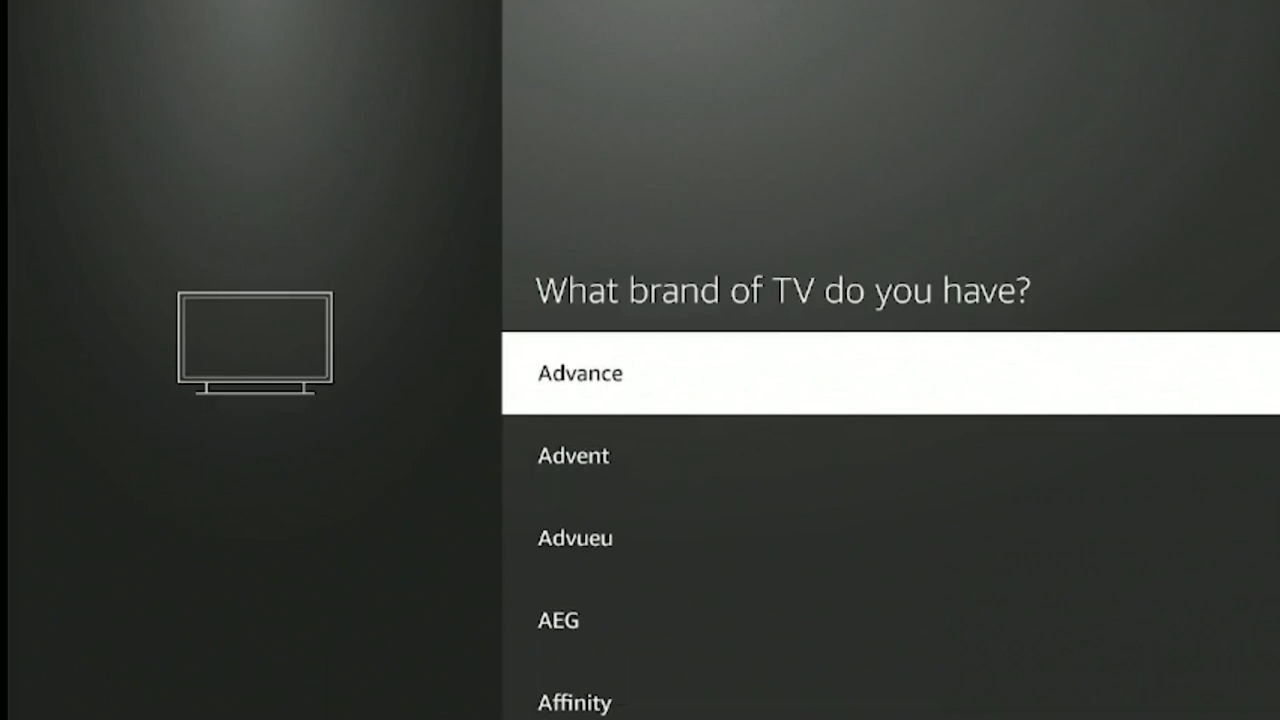 What brand of TV do you have?
Advance
Advent
Advueu
AEG
Affinity